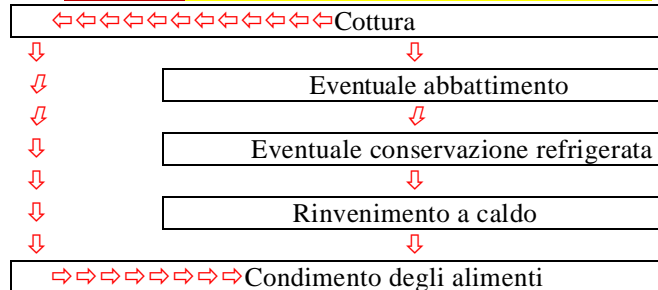 Cottura
Eventuale abbattimento
Eventuale conservazione refrigerata
Rinvenimento a caldo
Condimento degli alimenti